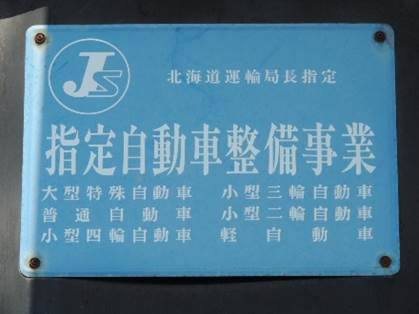 JS
北海道運輸局長指定
指定自動車整備事業
大型特殊自動車 小型三輪自動車
普通自動車 小型二輪自動車
小型四輪自動車 軽自動車